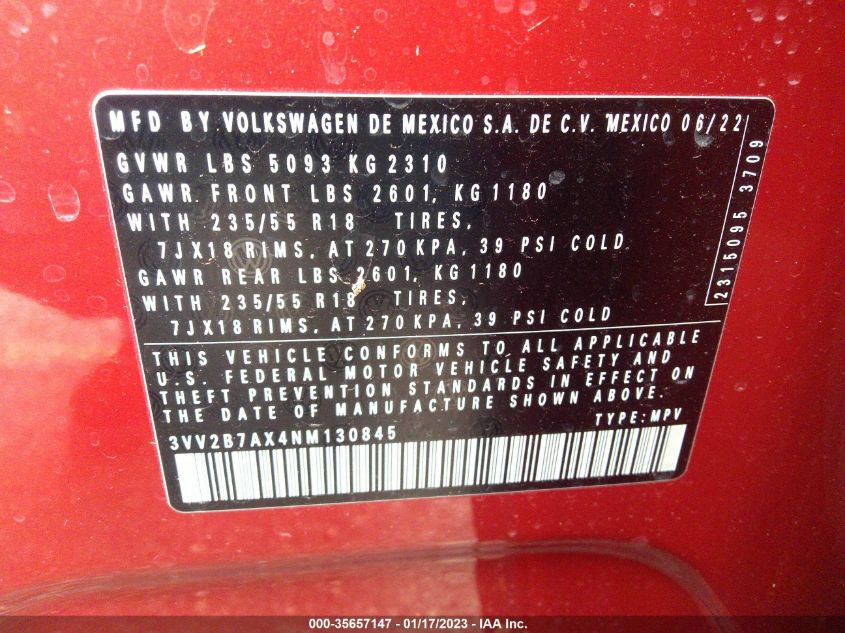 MFD BY VOLKSWAGEN DE MEXICO S.A. DE C.V. MEXICO 06/22
GVWR LBS 5093 KG 2310
GAWR FRONT LBS 2601, KG 1180
WITH 235/55 R18 TIRES,
7JX18 RIMS, AT 270 KPA, 39 PSI COLD
GAWR REAR LBS 2601, KG 1180
WITH 235/55 R18 TIRES,
7JX18 RIMS, AT 270 KPA, 39 PSI COLD
2315095 3709
THIS VEHICLE CONFORMS TO ALL APPLICABLE
U.S. FEDERAL MOTOR VEHICLE SAFETY AND
THEFT PREVENTION STANDARDS IN EFFECT ON
THE DATE OF MANUFACTURE SHOWN ABOVE
3VV2B7AX4NM130845 TYPE: MPV
000-35657147 — 01/17/2023 - IAA Inc.